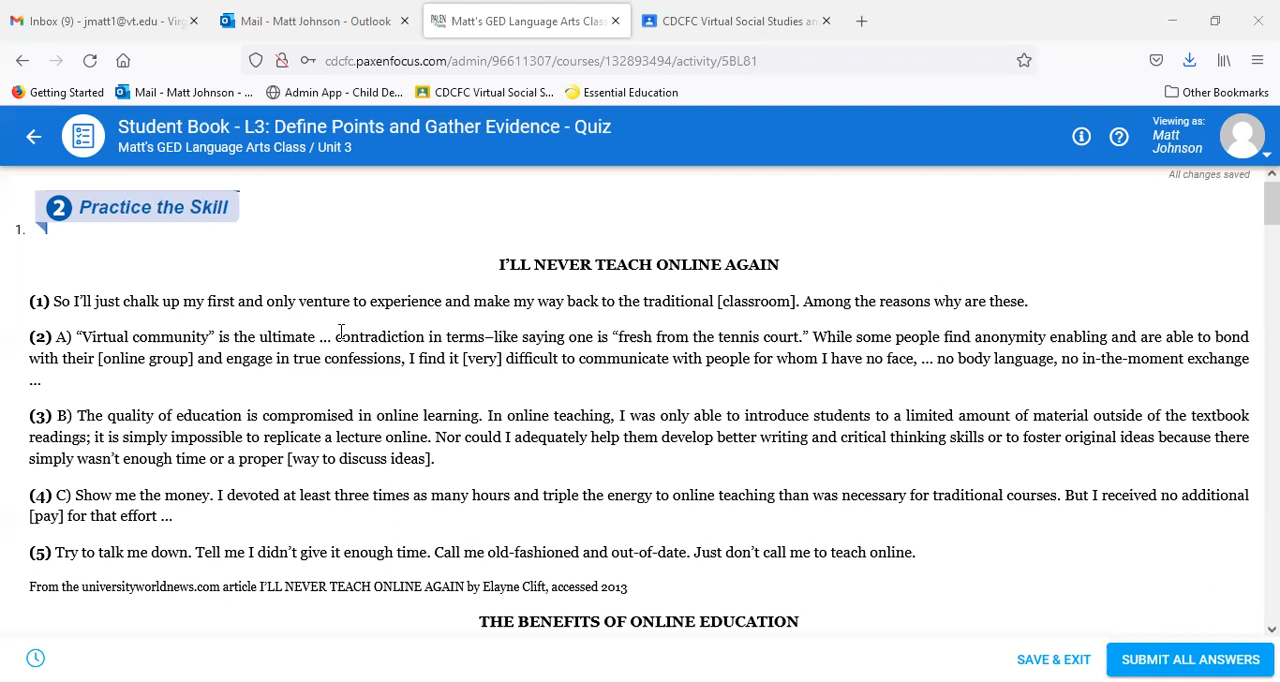 Inbox (9) - jmatt1@vt.edu - Vir
Mail - Matt Johnson - Outlook
Matt's GED Language Arts Clas
CDCFC Virtual Social Studies an
cdcfc.paxenfocus.com/admin/96611307/courses/132893494/activity/5BL81
Getting Started
Mail - Matt Johnson - ...
Admin App - Child De...
CDCFC Virtual Social S...
Essential Education
Other Bookmarks
Student Book - L3: Define Points and Gather Evidence - Quiz
Matt's GED Language Arts Class / Unit 3
Viewing as:
Matt
Johnson
All changes saved
2 Practice the Skill
1.
I'LL NEVER TEACH ONLINE AGAIN
(1) So I'll just chalk up my first and only venture to experience and make my way back to the traditional [classroom]. Among the reasons why are these.
(2) A) “Virtual community” is the ultimate ... contradiction in terms–like saying one is “fresh from the tennis court.” While some people find anonymity enabling and are able to bond
with their [online group] and engage in true confessions, I find it [very] difficult to communicate with people for whom I have no face, ... no body language, no in-the-moment exchange
...
(3) B) The quality of education is compromised in online learning. In online teaching, I was only able to introduce students to a limited amount of material outside of the textbook
readings; it is simply impossible to replicate a lecture online. Nor could I adequately help them develop better writing and critical thinking skills or to foster original ideas because there
simply wasn't enough time or a proper [way to discuss ideas].
(4) C) Show me the money. I devoted at least three times as many hours and triple the energy to online teaching than was necessary for traditional courses. But I received no additional
[pay] for that effort ...
(5) Try to talk me down. Tell me I didn't give it enough time. Call me old-fashioned and out-of-date. Just don't call me to teach online.
From the universityworldnews.com article I'LL NEVER TEACH ONLINE AGAIN by Elayne Clift, accessed 2013
THE BENEFITS OF ONLINE EDUCATION
SAVE & EXIT
SUBMIT ALL ANSWERS